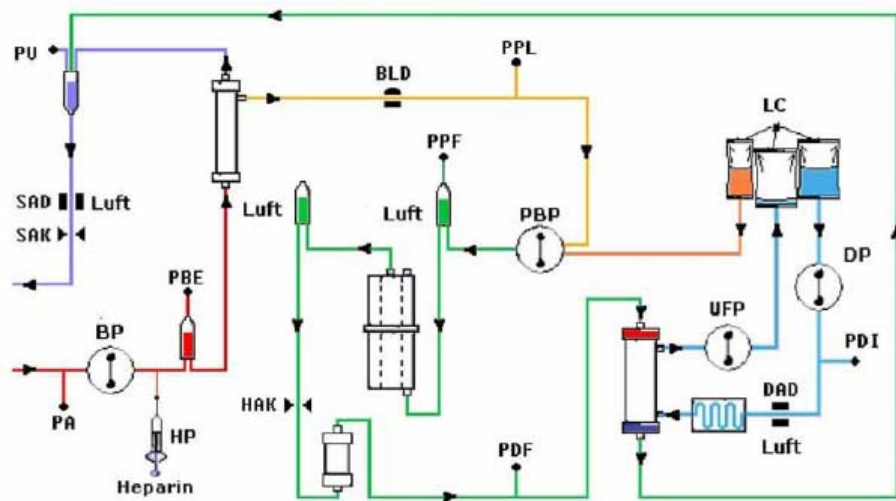 PV
PPL
BLD
LC
PPF
SAD Luft
Luft
Luft
PBP
SAK
DP
PBE
BP
UFP
PDI
HAK
DAD
PA
HP
PDF
Luft
Heparin